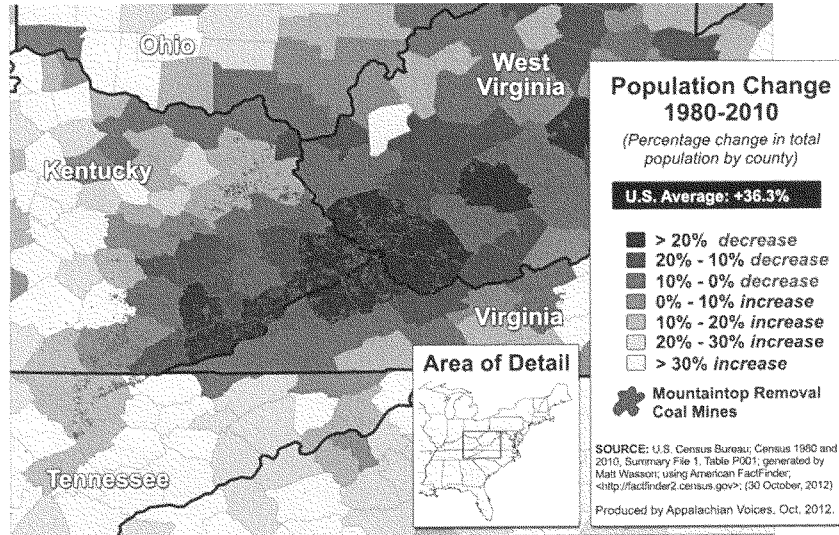 Ohio
West
Virginia
Kentucky
Virginia
Tennessee
Population Change
1980-2010
(Percentage change in total
population by county)
U.S. Average: +36.3%
> 20% decrease
20% - 10% decrease
10% - 0% decrease
0% - 10% increase
10% - 20% increase
20% - 30% increase
> 30% increase
Mountaintop Removal
Coal Mines
Area of Detail
SOURCE: U.S. Census Bureau; Census 1980 and
2010, Summary File 1, Table P001; generated by
Matt Wasson; using American FactFinder;
<http://factfinder2.census.gov>; (30 October, 2012)
Produced by Appalachian Voices, Oct. 2012.